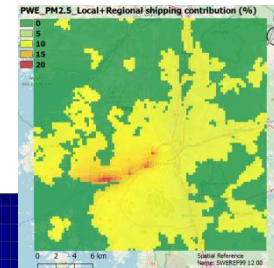 PWE_PM2.5_Local+Regional shipping contribution (%)
0
5
10
15
20
0 2 4 6 km
Spatial Reference
Name: SWEREF99 12 00